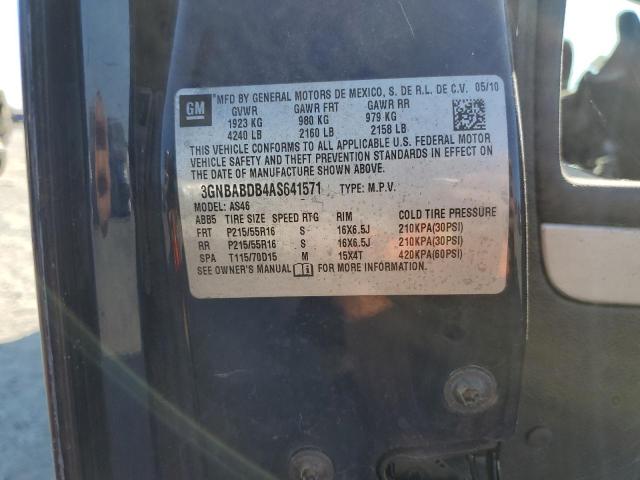 GM
MFD BY GENERAL MOTORS DE MEXICO, S. DE R.L. DE C.V. 05/10
GVWR GAWR FRT GAWR RR
1923 KG 980 KG 979 KG
4240 LB 2160 LB 2158 LB
THIS VEHICLE CONFORMS TO ALL APPLICABLE U.S. FEDERAL MOTOR
VEHICLE SAFETY AND THEFT PREVENTION STANDARDS IN EFFECT ON
THE DATE OF MANUFACTURE SHOWN ABOVE.
3GNBABDB4AS641571 TYPE: M.P.V.
MODEL: AS46
ABB5 TIRE SIZE SPEED RTG RIM COLD TIRE PRESSURE
FRT P215/55R16 S 16X6.5J 210KPA(30PSI)
RR P215/55R16 S 16X6.5J 210KPA(30PSI)
SPA T115/70D15 M 15X4T 420KPA(60PSI)
SEE OWNER'S MANUAL FOR MORE INFORMATION.